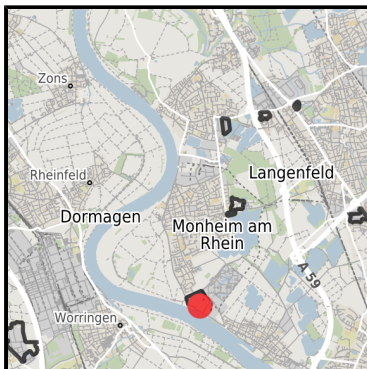 Zons
Rheinfeld
Langenfeld
Dormagen
Monheim am
Rhein
A 59
Worringen